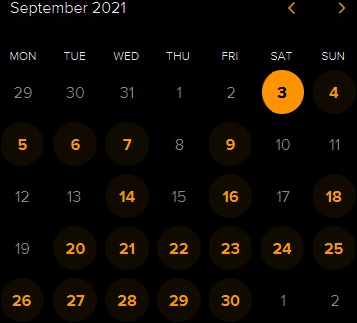 September 2021
MON TUE WED THU FRI SAT SUN
29 30 31 1 2 3 4
5 6 7 8 9 10 11
12 13 14 15 16 17 18
19 20 21 22 23 24 25
26 27 28 29 30 1 2